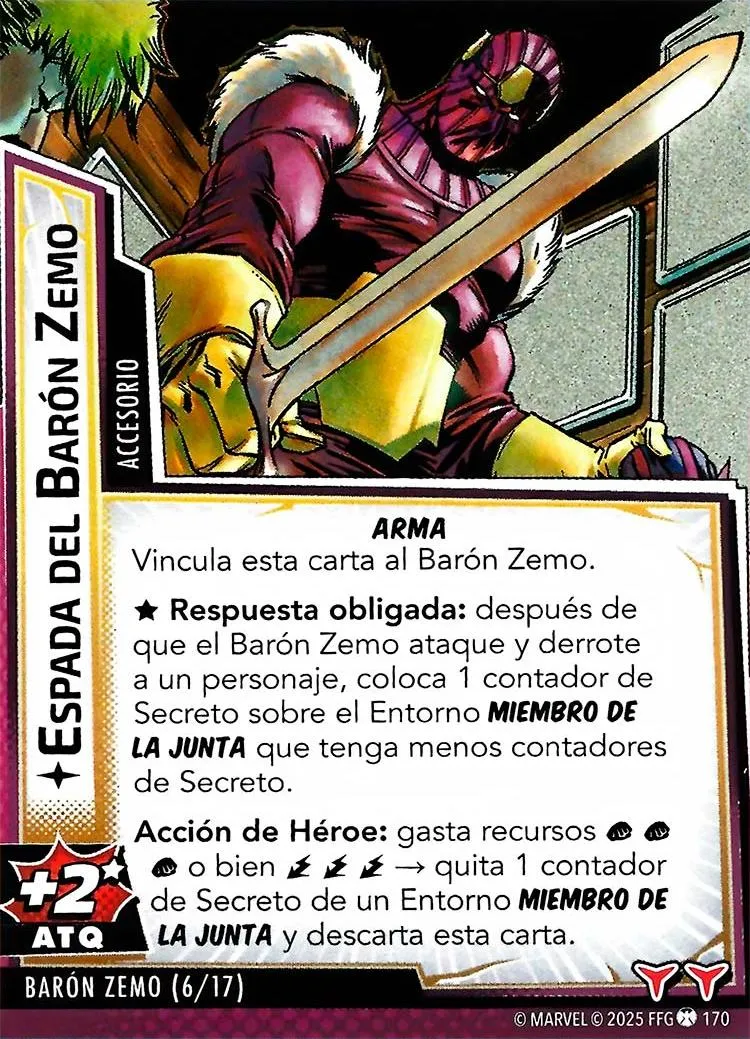 ESPADA DEL BARÓN ZEMO
ACCESORIO
ARMA
Vincula esta carta al Barón Zemo.
★ Respuesta obligada: después de
que el Barón Zemo ataque y derrote
a un personaje, coloca 1 contador de
Secreto sobre el Entorno MIEMBRO DE
LA JUNTA que tenga menos contadores
de Secreto.
Acción de Héroe: gasta recursos
o bien → quita 1 contador
de Secreto de un Entorno MIEMBRO DE
LA JUNTA y descarta esta carta.
+2★
ATQ
BARÓN ZEMO (6/17)
© MARVEL © 2025 FFG 170